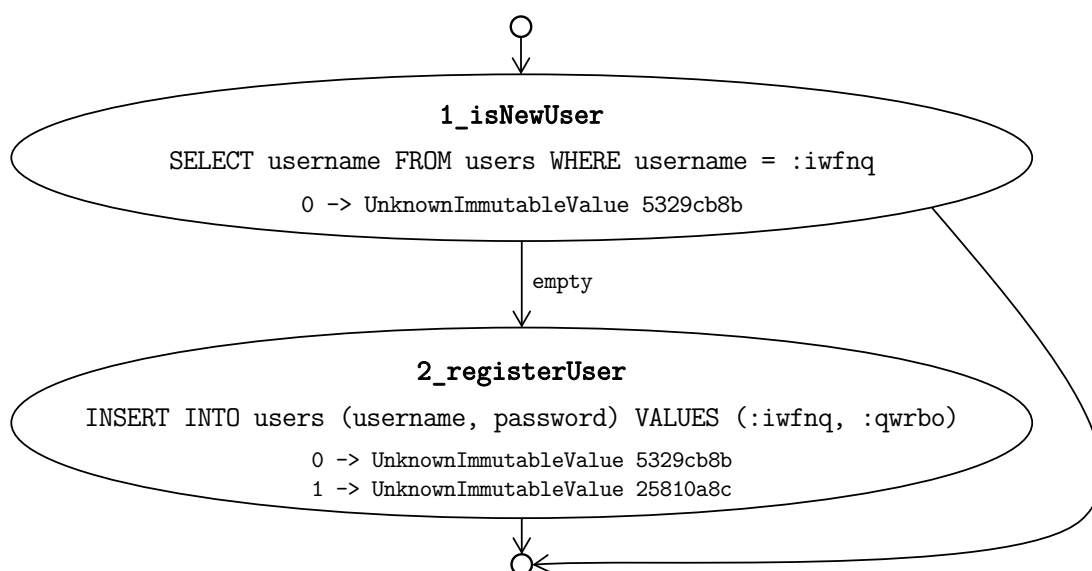 1_isNewUser
SELECT username FROM users WHERE username = :iwfnq
0 -> UnknownImmutableValue 5329cb8b
empty
2_registerUser
INSERT INTO users (username, password) VALUES (:iwfnq, :qwrbo)
0 -> UnknownImmutableValue 5329cb8b
1 -> UnknownImmutableValue 25810a8c